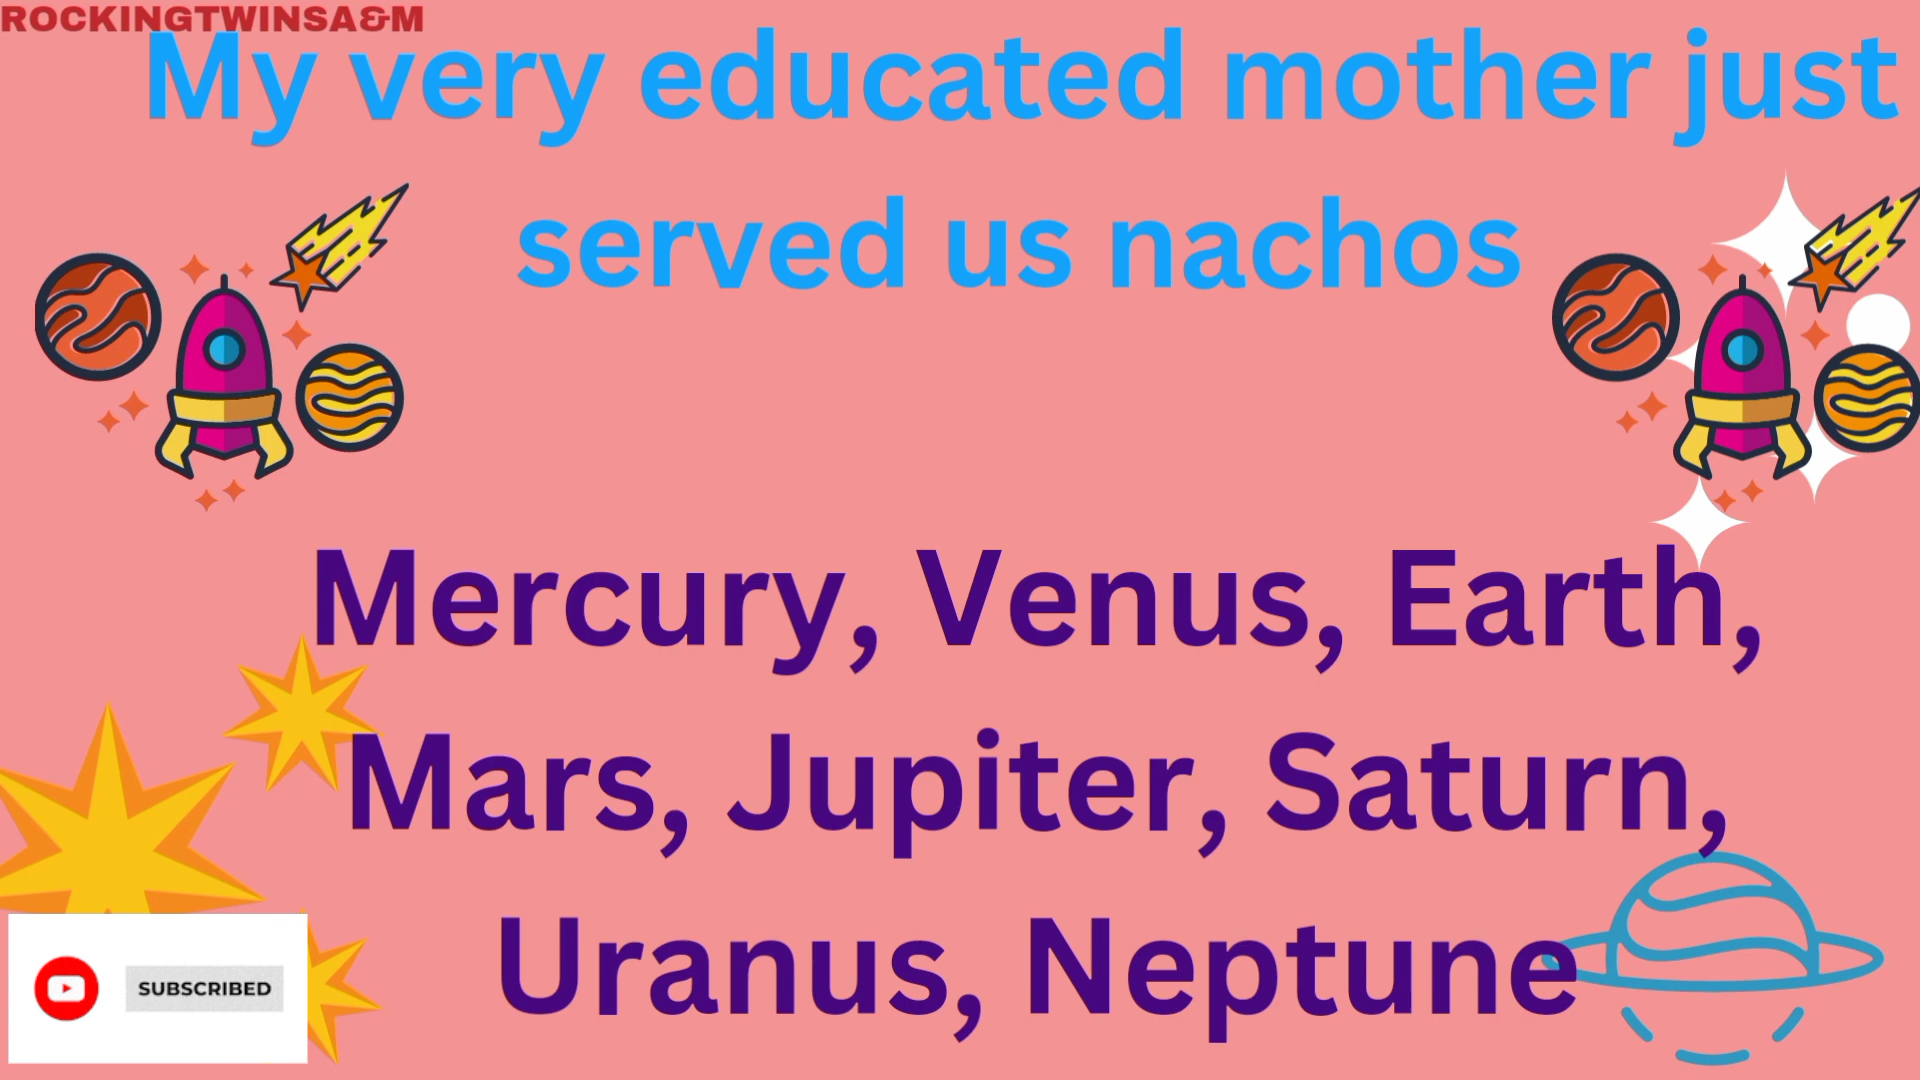 ROCKINGTWINSA&M
My very educated mother just
served us nachos
Mercury, Venus, Earth,
Mars, Jupiter, Saturn,
Uranus, Neptune
SUBSCRIBED